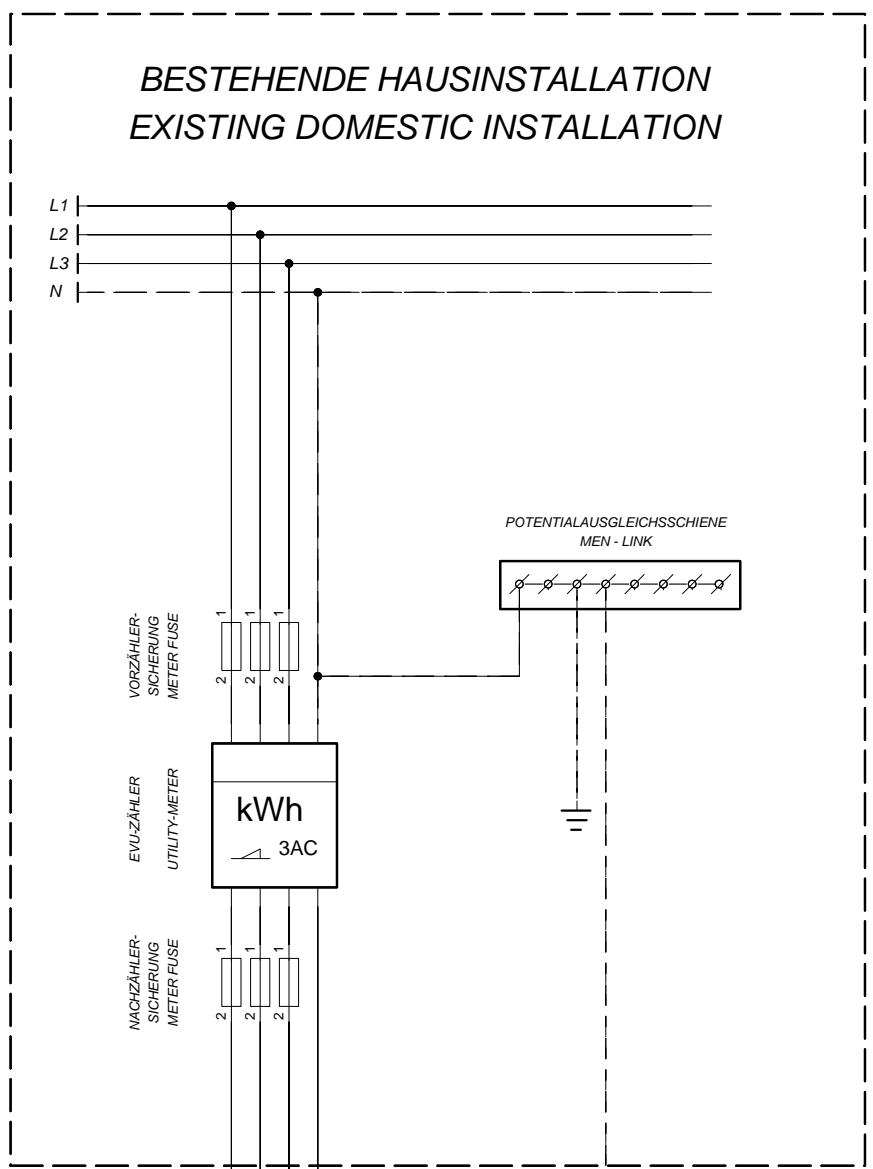 BESTEHENDE HAUSINSTALLATION
EXISTING DOMESTIC INSTALLATION
L1
L2
L3
N
POTENTIALAUSGLEICHSSCHIENE
MEN - LINK
VORZÄHLER-
SICHERUNG
METER FUSE
1 1 1
2 2 2
EVU-ZÄHLER
UTILITY-METER
kWh
3AC
NACHZÄHLER-
SICHERUNG
METER FUSE
1 1 1
2 2 2